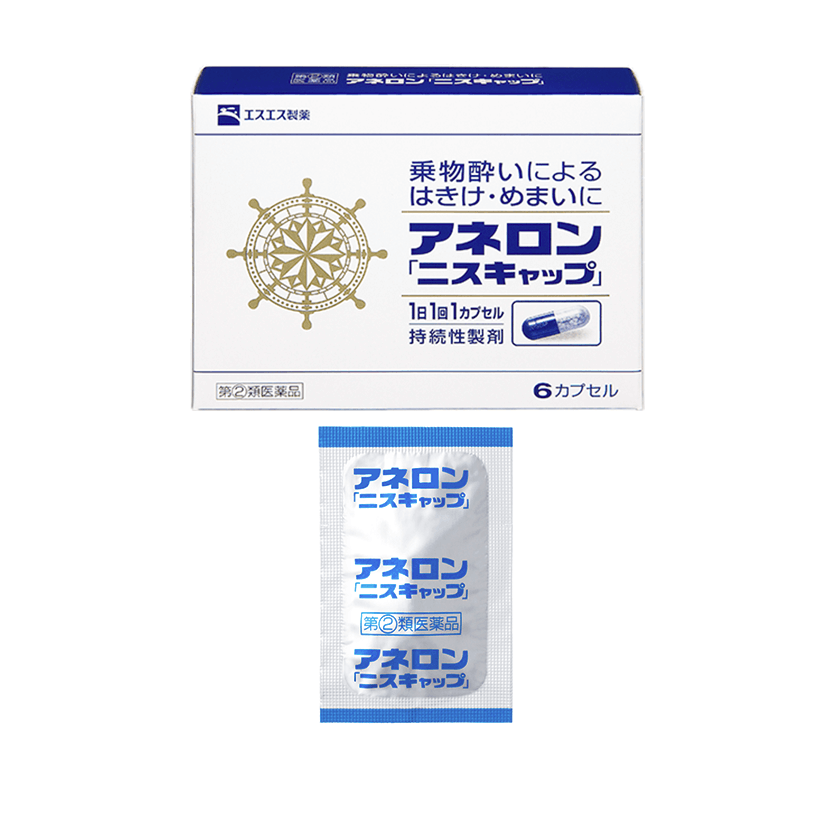 第②類
医薬品
乗物酔いによるはきけ・めまいに
アネロン「ニスキャップ」
エスエス製薬
乗物酔いによる
はきけ・めまいに
アネロン
「ニスキャップ」
1日1回1カプセル
持続性製剤
第②類医薬品
6カプセル
アネロン
「ニスキャップ」
アネロン
「ニスキャップ」
第②類医薬品
アネロン
「ニスキャップ」